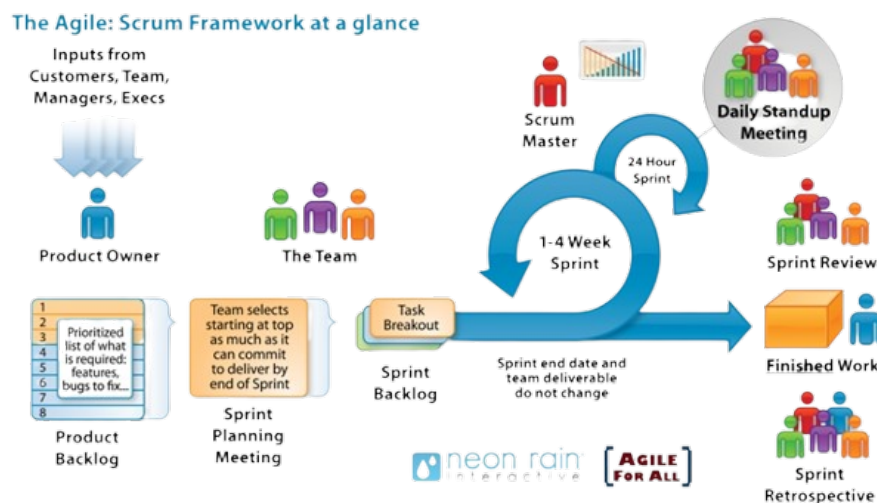 The Agile: Scrum Framework at a glance
Inputs from
Customers, Team,
Managers, Execs
Product Owner
The Team
Scrum
Master
Daily Standup
Meeting
24 Hour
Sprint
1-4 Week
Sprint
Sprint Review
1
2
3
4
5
6
7
8
Prioritized
list of what
is required:
features,
bugs to fix...
Product
Backlog
Team selects
starting at top
as much as it
can commit
to deliver by
end of Sprint
Sprint
Planning
Meeting
Task
Breakout
Sprint
Backlog
Sprint end date and
team deliverable
do not change
Finished Work
Sprint
Retrospective
neon rain
interactive
AGILE
FOR ALL